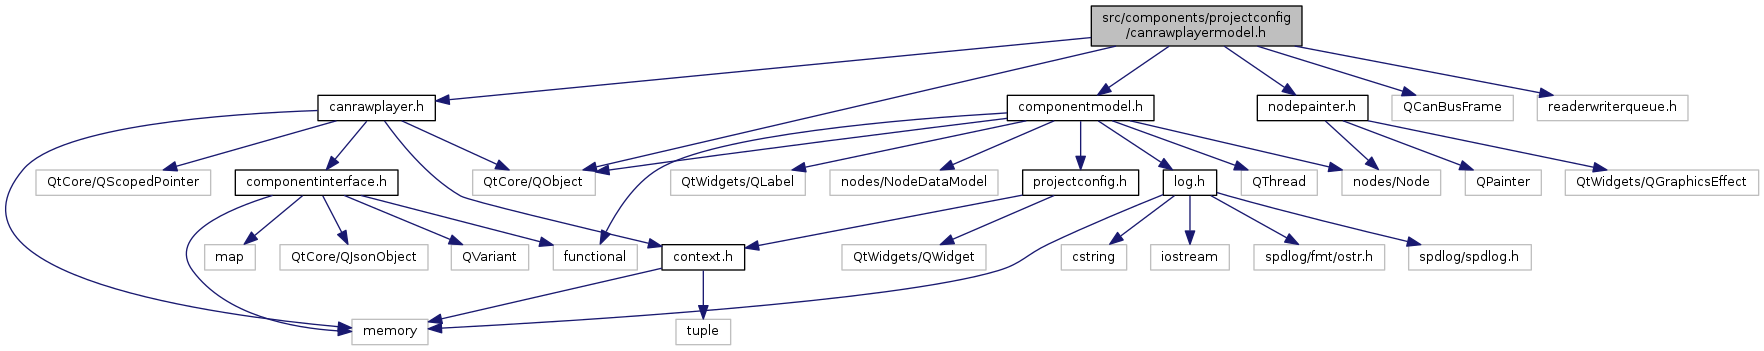 src/components/projectconfig
/canrawplayermodel.h
canrawplayer.h
componentmodel.h
nodepainter.h
QCanBusFrame
readerwriterqueue.h
QtCore/QScopedPointer
componentinterface.h
QtCore/QObject
QtWidgets/QLabel
nodes/NodeDataModel
projectconfig.h
log.h
QThread
nodes/Node
QPainter
QtWidgets/QGraphicsEffect
map
QtCore/QJsonObject
QVariant
functional
context.h
QtWidgets/QWidget
cstring
iostream
spdlog/fmt/ostr.h
spdlog/spdlog.h
memory
tuple